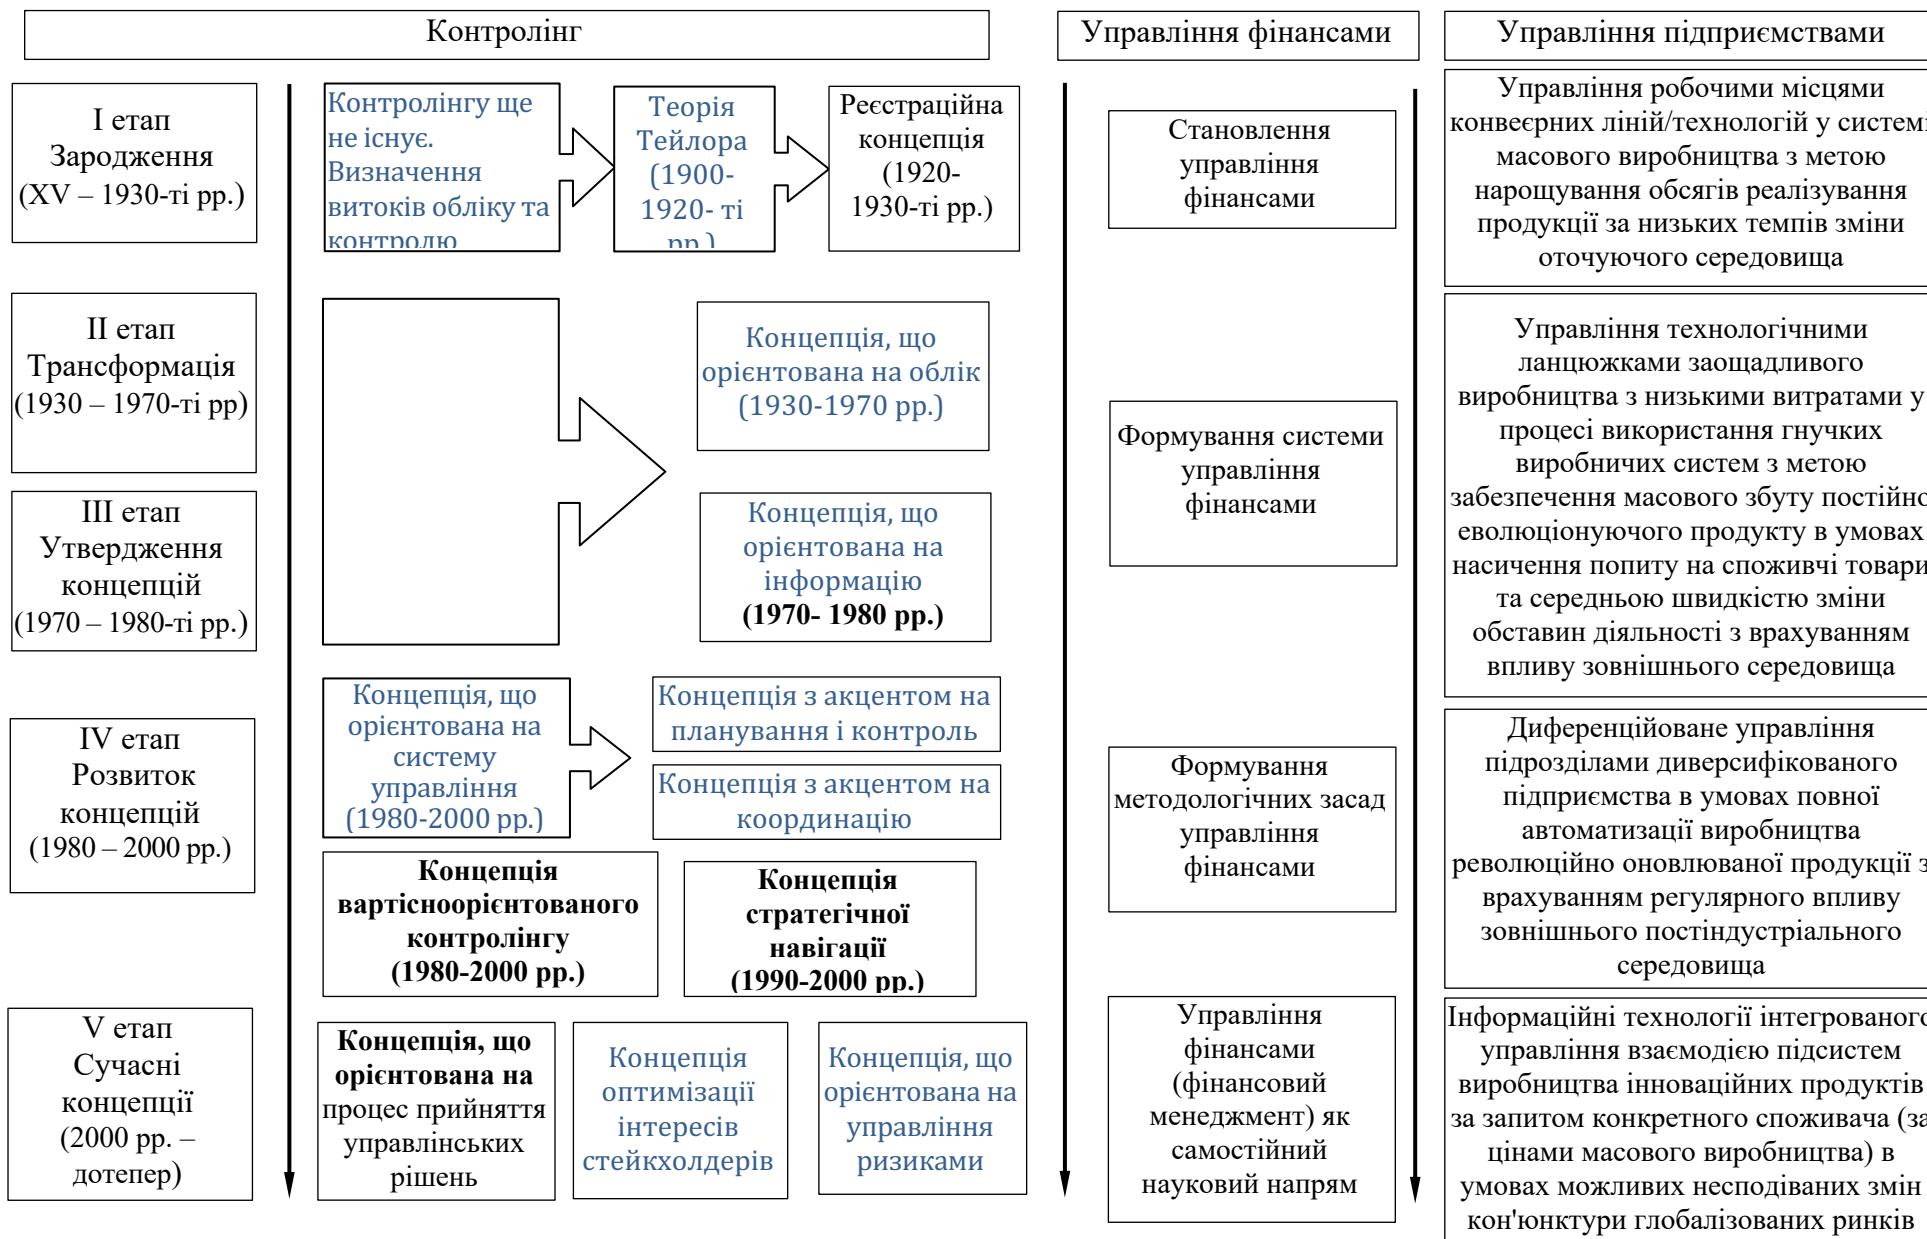 Контролінг
Управління фінансами
Управління підприємствами
І етап
Зародження
(XV – 1930-ті рр.)
Контролінгу ще
не існує.
Визначення
витоків обліку та
контролю
Теорія
Тейлора
(1900-
1920- ті
рр.)
Реєстраційна
концепція
(1920-
1930-ті рр.)
Становлення
управління
фінансами
Управління робочими місцями
конвеєрних ліній/технологій у системі
масового виробництва з метою
нарощування обсягів реалізування
продукції за низьких темпів зміни
оточуючого середовища
ІІ етап
Трансформація
(1930 – 1970-ті рр)
Концепція, що
орієнтована на облік
(1930-1970 рр.)
Формування системи
управління
фінансами
Управління технологічними
ланцюжками заощадливого
виробництва з низькими витратами у
процесі використання гнучких
виробничих систем з метою
забезпечення масового збуту постійно
еволюціонуючого продукту в умовах
насичення попиту на споживчі товари
та середньою швидкістю зміни
обставин діяльності з врахуванням
впливу зовнішнього середовища
ІІІ етап
Утвердження
концепцій
(1970 – 1980-ті рр.)
Концепція, що
орієнтована на
інформацію
(1970- 1980 рр.)
IV етап
Розвиток
концепцій
(1980 – 2000 рр.)
Концепція, що
орієнтована на
систему
управління
(1980-2000 рр.)
Концепція з акцентом на
планування і контроль
Концепція з акцентом на
координацію
Концепція
вартісноорієнтованого
контролінгу
(1980-2000 рр.)
Концепція
стратегічної
навігації
(1990-2000 рр.)
Формування
методологічних засад
управління
фінансами
Диференційоване управління
підрозділами диверсифікованого
підприємства в умовах повної
автоматизації виробництва
революційно оновлюваної продукції з
врахуванням регулярного впливу
зовнішнього постіндустріального
середовища
V етап
Сучасні
концепції
(2000 рр. –
дотепер)
Концепція, що
орієнтована на
процес прийняття
управлінських
рішень
Концепція
оптимізації
інтересів
стейкхолдерів
Концепція, що
орієнтована на
управління
ризиками
Управління
фінансами
(фінансовий
менеджмент) як
самостійний
науковий напрям
Інформаційні технології інтегрованого
управління взаємодією підсистем
виробництва інноваційних продуктів
за запитом конкретного споживача (за
цінами масового виробництва) в
умовах можливих несподіваних змін
кон'юнктури глобалізованих ринків